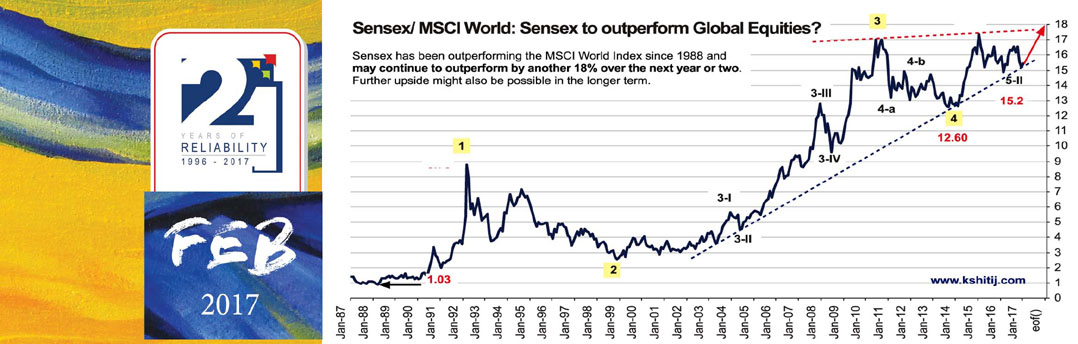 21
YEARS OF
RELIABILITY
1996 - 2017
FEB
2017
Sensex/ MSCI World: Sensex to outperform Global Equities?
Sensex has been outperforming the MSCI World Index since 1988 and
may continue to outperform by another 18% over the next year or two.
Further upside might also be possible in the longer term.
1
2
3-I
3-II
3-III
3-IV
3
4-a
4-b
4
12.60
5-II
15.2
1.03
www.kshitij.com
18
17
16
15
14
13
12
11
10
9
8
7
6
5
4
3
2
1
0
Jan-87
Jan-88
Jan-89
Jan-90
Jan-91
Jan-92
Jan-93
Jan-94
Jan-95
Jan-96
Jan-97
Jan-98
Jan-99
Jan-00
Jan-01
Jan-02
Jan-03
Jan-04
Jan-05
Jan-06
Jan-07
Jan-08
Jan-09
Jan-10
Jan-11
Jan-12
Jan-13
Jan-14
Jan-15
Jan-16
Jan-17
eof()